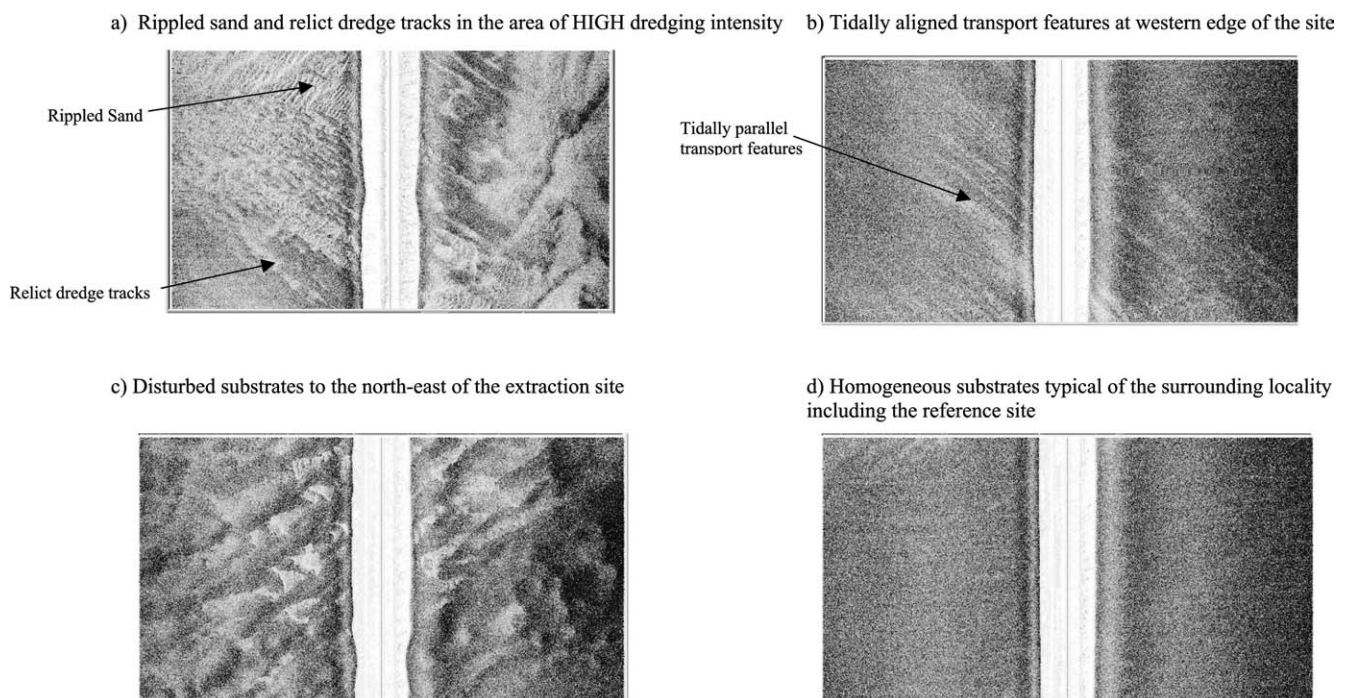 a) Rippled sand and relict dredge tracks in the area of HIGH dredging intensity
b) Tidally aligned transport features at western edge of the site
Rippled Sand
Relict dredge tracks
Tidally parallel
transport features
c) Disturbed substrates to the north-east of the extraction site
d) Homogeneous substrates typical of the surrounding locality
including the reference site